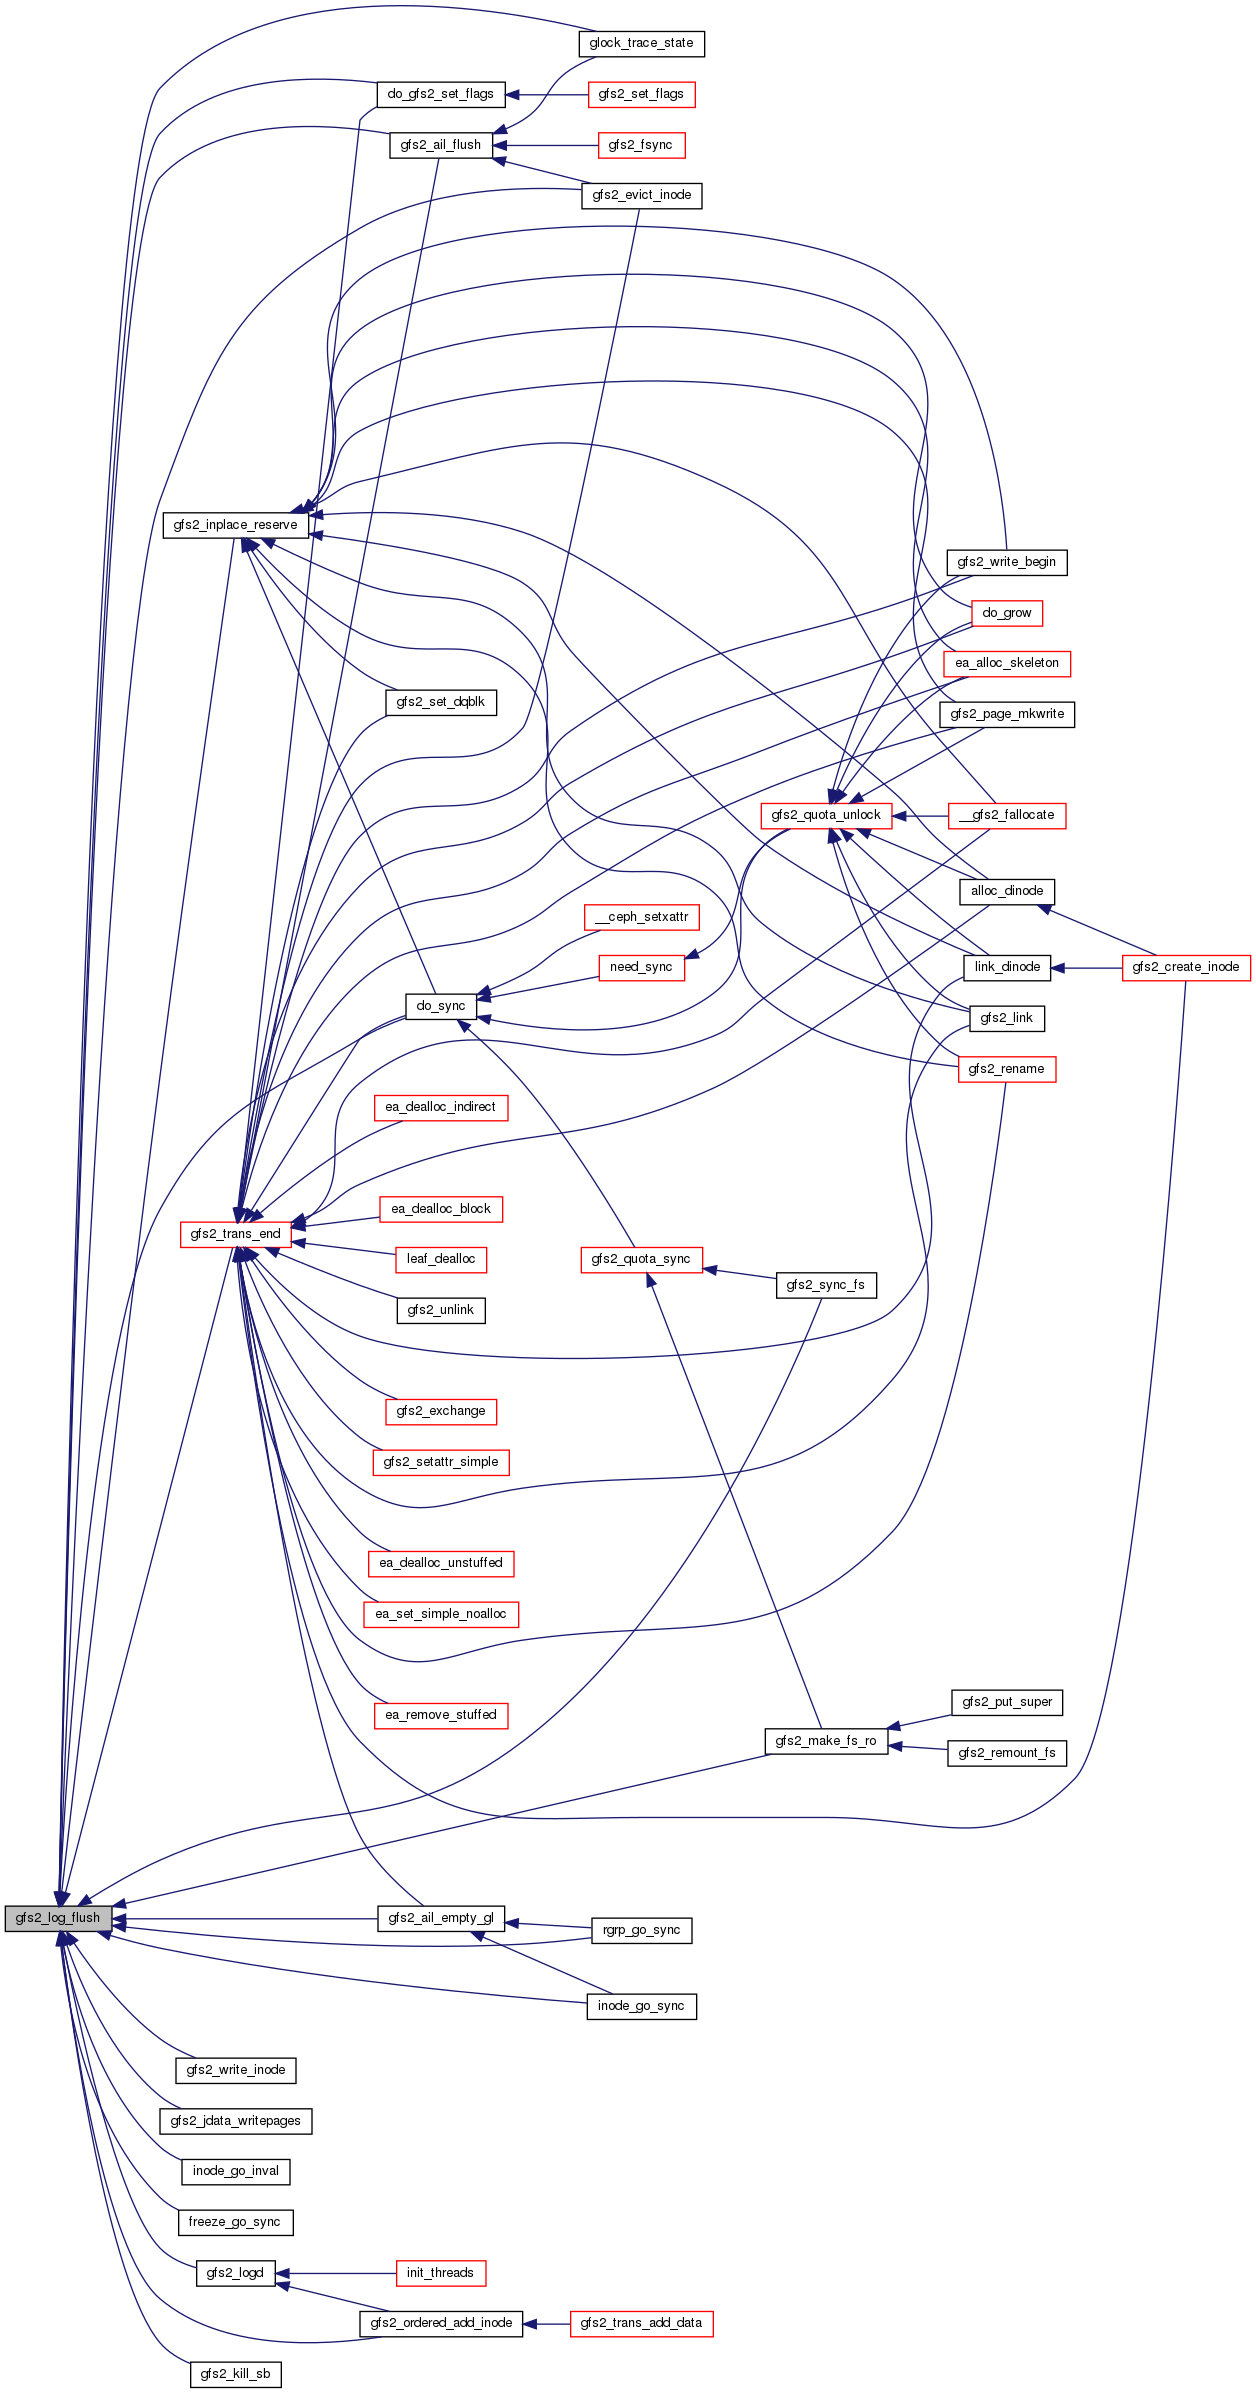 glock_trace_state
do_gfs2_set_flags
gfs2_set_flags
gfs2_ail_flush
gfs2_fsync
gfs2_evict_inode
gfs2_inplace_reserve
gfs2_write_begin
do_grow
ea_alloc_skeleton
gfs2_set_dqblk
gfs2_page_mkwrite
gfs2_quota_unlock
__gfs2_fallocate
alloc_dinode
__ceph_setxattr
need_sync
link_dinode
gfs2_create_inode
do_sync
gfs2_link
gfs2_rename
ea_dealloc_indirect
ea_dealloc_block
gfs2_trans_end
leaf_dealloc
gfs2_quota_sync
gfs2_sync_fs
gfs2_unlink
gfs2_exchange
gfs2_setattr_simple
ea_dealloc_unstuffed
ea_set_simple_noalloc
ea_remove_stuffed
gfs2_put_super
gfs2_make_fs_ro
gfs2_remount_fs
gfs2_log_flush
gfs2_ail_empty_gl
rgrp_go_sync
inode_go_sync
gfs2_write_inode
gfs2_jdata_writepages
inode_go_inval
freeze_go_sync
gfs2_logd
init_threads
gfs2_ordered_add_inode
gfs2_trans_add_data
gfs2_kill_sb